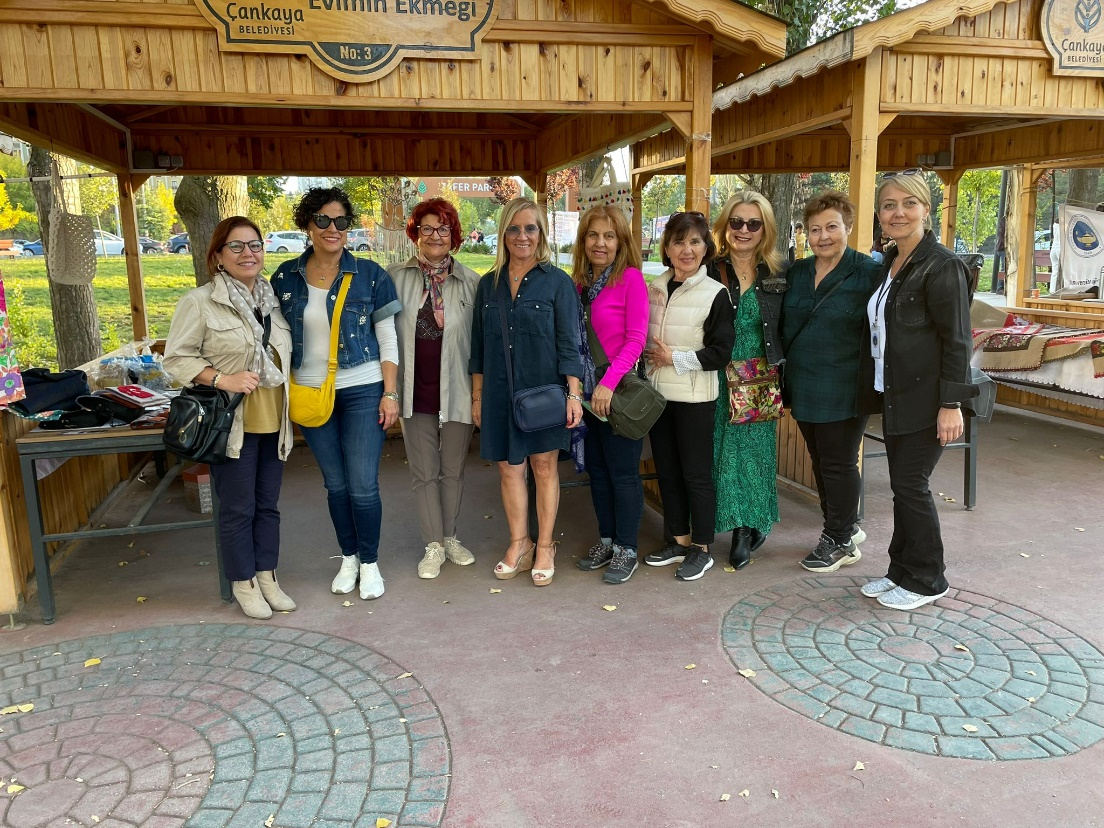 Çankaya
BELEDİYESİ
Evimin Ekmeği
No: 3
Çankaya
BELEDİYESİ